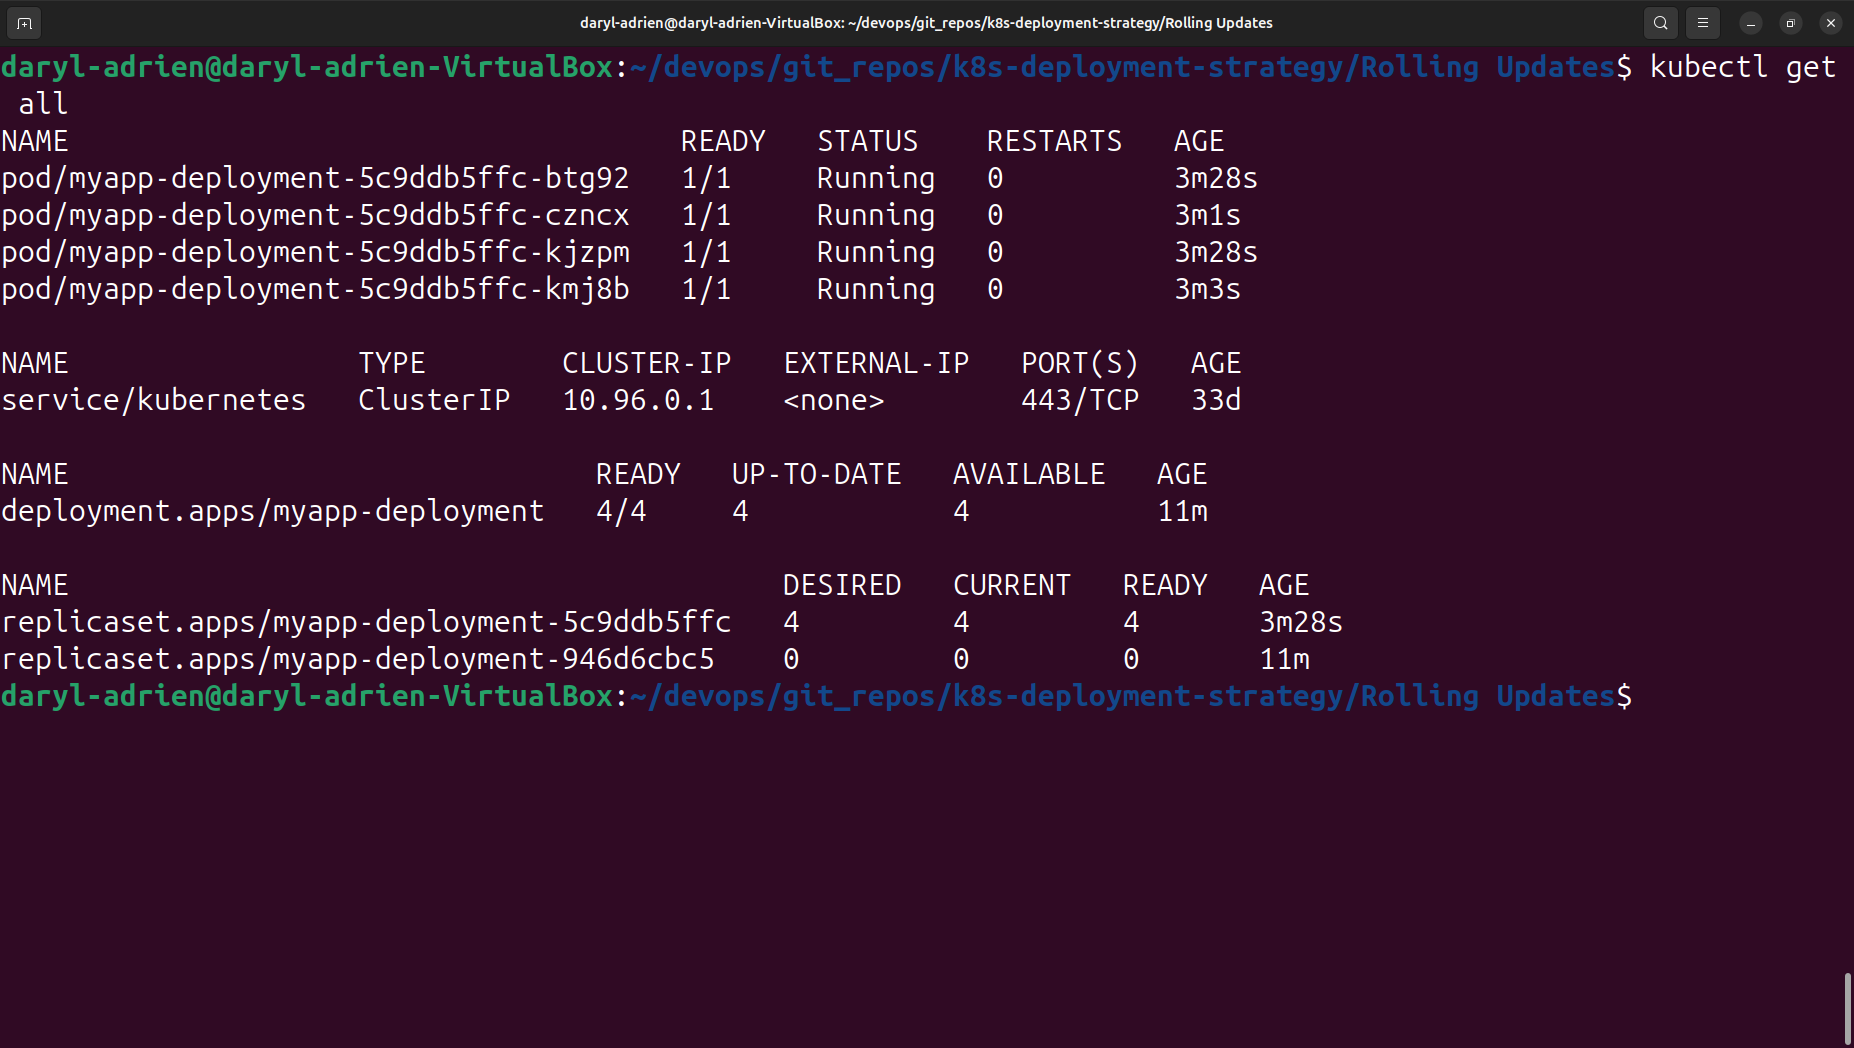 daryl-adrien@daryl-adrien-VirtualBox: ~/devops/git_repos/k8s-deployment-strategy/Rolling Updates
daryl-adrien@daryl-adrien-VirtualBox:~/devops/git_repos/k8s-deployment-strategy/Rolling Updates$ kubectl get
 all
NAME                                    READY   STATUS    RESTARTS   AGE
pod/myapp-deployment-5c9ddb5ffc-btg92   1/1     Running   0          3m28s
pod/myapp-deployment-5c9ddb5ffc-czncx   1/1     Running   0          3m1s
pod/myapp-deployment-5c9ddb5ffc-kjzpm   1/1     Running   0          3m28s
pod/myapp-deployment-5c9ddb5ffc-kmj8b   1/1     Running   0          3m3s
NAME                 TYPE        CLUSTER-IP   EXTERNAL-IP   PORT(S)   AGE
service/kubernetes   ClusterIP   10.96.0.1    <none>        443/TCP   33d
NAME                               READY   UP-TO-DATE   AVAILABLE   AGE
deployment.apps/myapp-deployment   4/4     4            4           11m
NAME                                          DESIRED   CURRENT   READY   AGE
replicaset.apps/myapp-deployment-5c9ddb5ffc   4         4         4       3m28s
replicaset.apps/myapp-deployment-946d6cbc5    0         0         0       11m
daryl-adrien@daryl-adrien-VirtualBox:~/devops/git_repos/k8s-deployment-strategy/Rolling Updates$